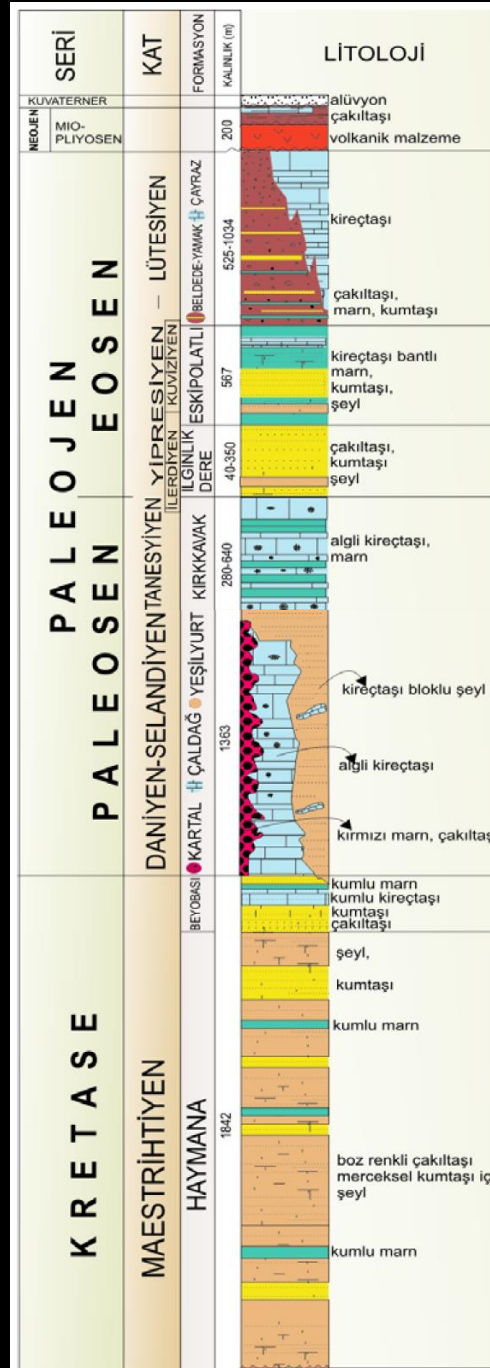 SERİ
KAT
FORMASYON
KALINLIK (m)
LİTOLOJİ
KUVATERNER
NEOJEN
MIO-
PLIYOSEN
200
alüvyon
çakıltaşı
volkanik malzeme
PALEOJEN
EOSEN
LÜTESİYEN
BELDEDE-YAMAK ÇAYRAZ
525-1034
kireçtaşı
çakıltaşı,
marn, kumtaşı
YİPRESİYEN
KUVİZİYEN
ESKİPOLATLI
567
kireçtaşı bantlı
marn,
kumtaşı,
şeyl
İLERDİYEN
ILGINLIK
DERE
40-350
çakıltaşı,
kumtaşı
şeyl
PALEOSEN
TANESYİYEN
KIRKKAVAK
280-640
algli kireçtaşı,
marn
DANİYEN-SELANDİYEN
KARTAL ÇALDAĞ YEŞİLYURT
1363
kireçtaşı bloklu şeyl
algli kireçtaşı
kırmızı marn, çakıltaş
KRETASE
MAESTRİHTİYEN
BEYOBASI
kumlu marn
kumlu kireçtaşı
kumtaşı
çakıltaşı
HAYMANA
1842
şeyl,
kumtaşı
kumlu marn
boz renkli çakıltaşı
merceksel kumtaşı iç
şeyl
kumlu marn